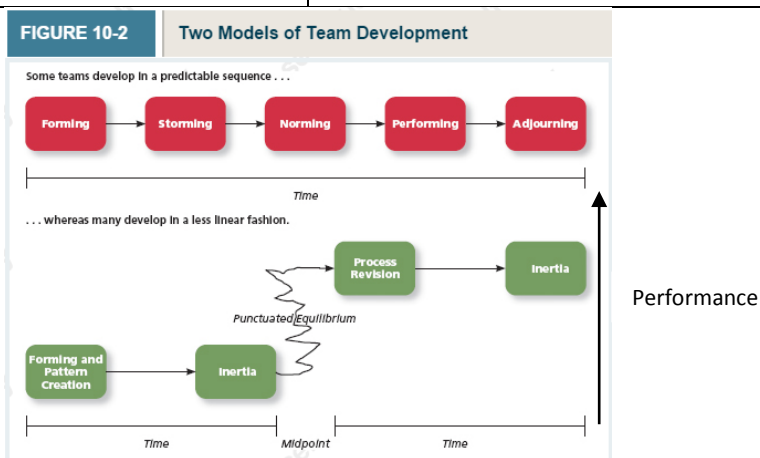 FIGURE 10-2 Two Models of Team Development
Some teams develop in a predictable sequence . . .
Forming Storming Norming Performing Adjourning
Time
. . . whereas many develop in a less linear fashion.
Process
Revision
Inertia
Performance
Punctuated Equilibrium
Forming and
Pattern
Creation
Inertia
Time Midpoint Time